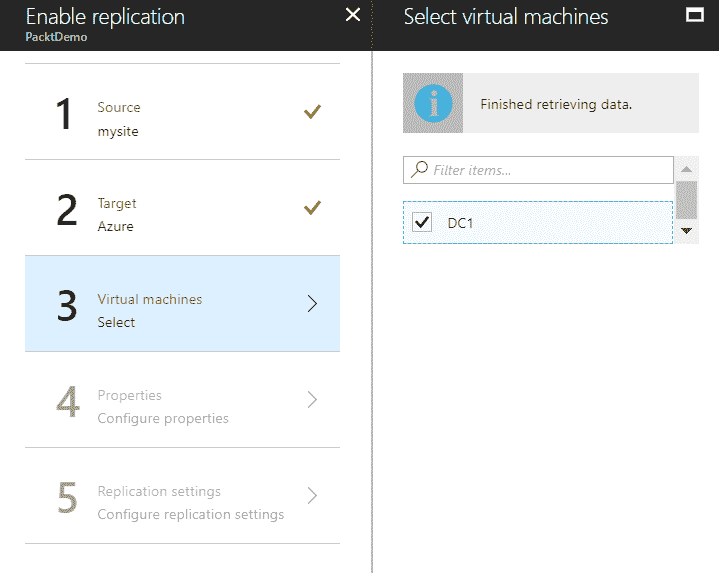 Enable replication
PacktDemo
1
Source
mysite
2
Target
Azure
3
Virtual machines
Select
4
Properties
Configure properties
5
Replication settings
Configure replication settings
Select virtual machines
Finished retrieving data.
Filter items...
DC1